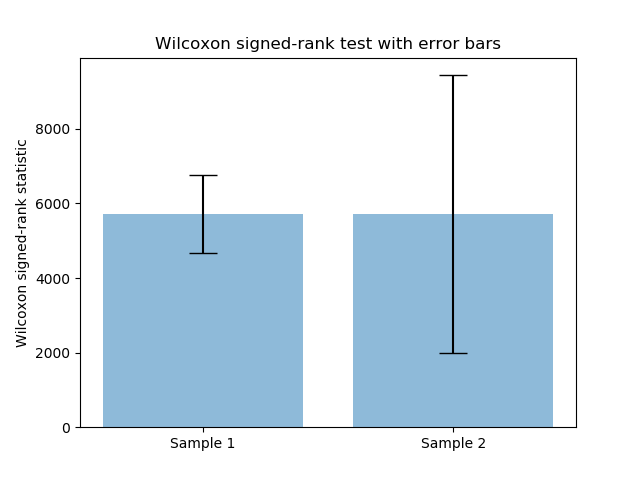 Wilcoxon signed-rank test with error bars
Wilcoxon signed-rank statistic
8000
6000
4000
2000
0
Sample 1
Sample 2